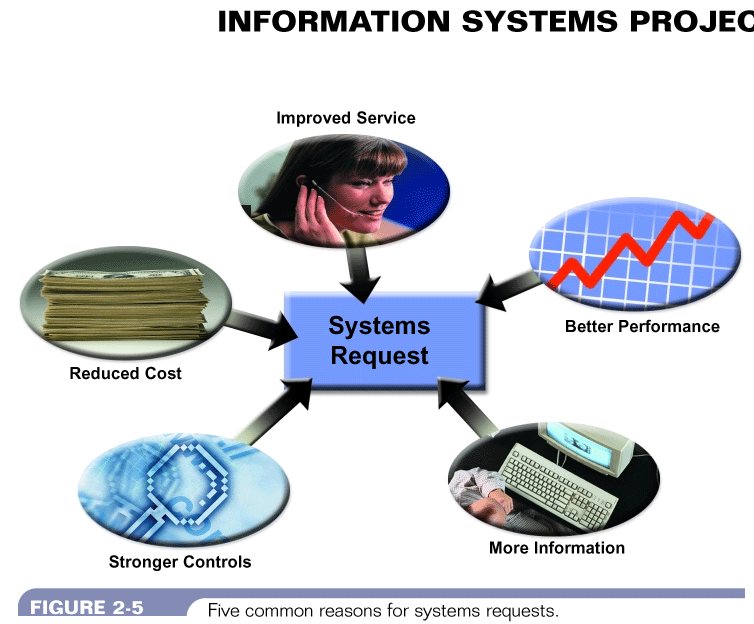 INFORMATION SYSTEMS PROJEC
Improved Service
Better Performance
Systems
Request
Reduced Cost
Stronger Controls
More Information
FIGURE 2-5 Five common reasons for systems requests.